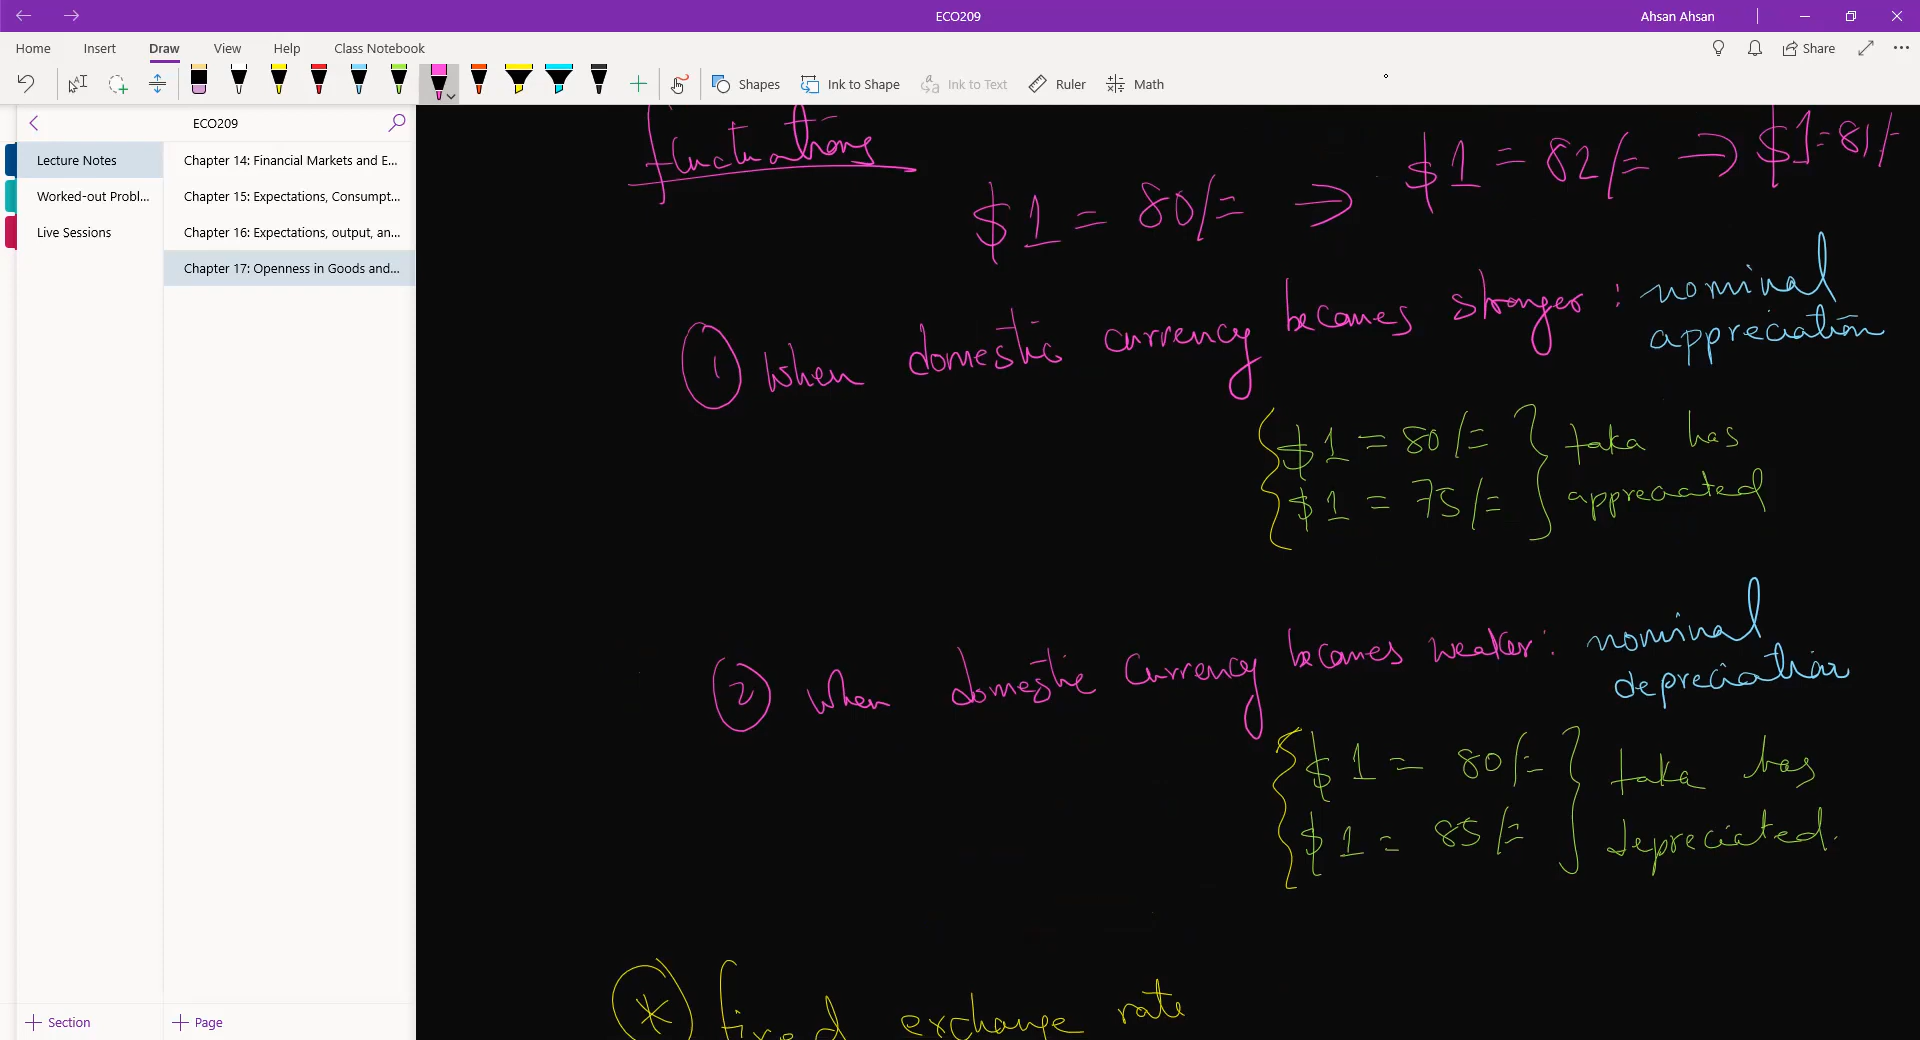 ECO209
Ahsan Ahsan
Home Insert Draw View Help Class Notebook
Share
Shapes Ink to Shape Ink to Text Ruler Math
ECO209
Lecture Notes
Worked-out Probl...
Live Sessions
Chapter 14: Financial Markets and E...
Chapter 15: Expectations, Consumpt...
Chapter 16: Expectations, output, an...
Chapter 17: Openness in Goods and...
fluctuations
$1 = 80/= → $1 = 82/= → $1=81/-
① When domestic currency becomes stronger : nominal
appreciation
{ $1 = 80/= } taka has
{ $1 = 75/= } appreciated
② When domestic currency becomes weaker : nominal
depreciation
{ $1 = 80/= } taka has
{ $1 = 85/= } depreciated.
* fixed exchange rate
+ Section
+ Page